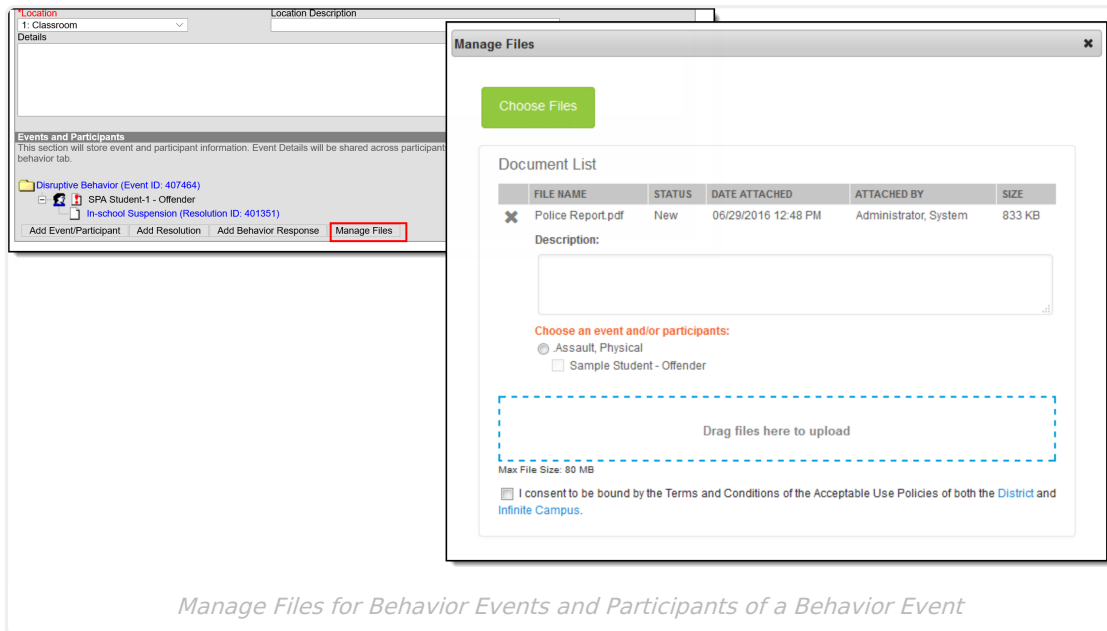 *Location
Location Description
1: Classroom
Details
Events and Participants
This section will store event and participant information. Event Details will be shared across participant
behavior tab.
Disruptive Behavior (Event ID: 407464)
SPA Student-1 - Offender
In-school Suspension (Resolution ID: 401351)
Add Event/Participant Add Resolution Add Behavior Response Manage Files
Manage Files
Choose Files
Document List
FILE NAME STATUS DATE ATTACHED ATTACHED BY SIZE
Police Report.pdf New 06/29/2016 12:48 PM Administrator, System 833 KB
Description:
Choose an event and/or participants:
.Assault, Physical
Sample Student - Offender
Drag files here to upload
Max File Size: 80 MB
I consent to be bound by the Terms and Conditions of the Acceptable Use Policies of both the District and
Infinite Campus.
Manage Files for Behavior Events and Participants of a Behavior Event